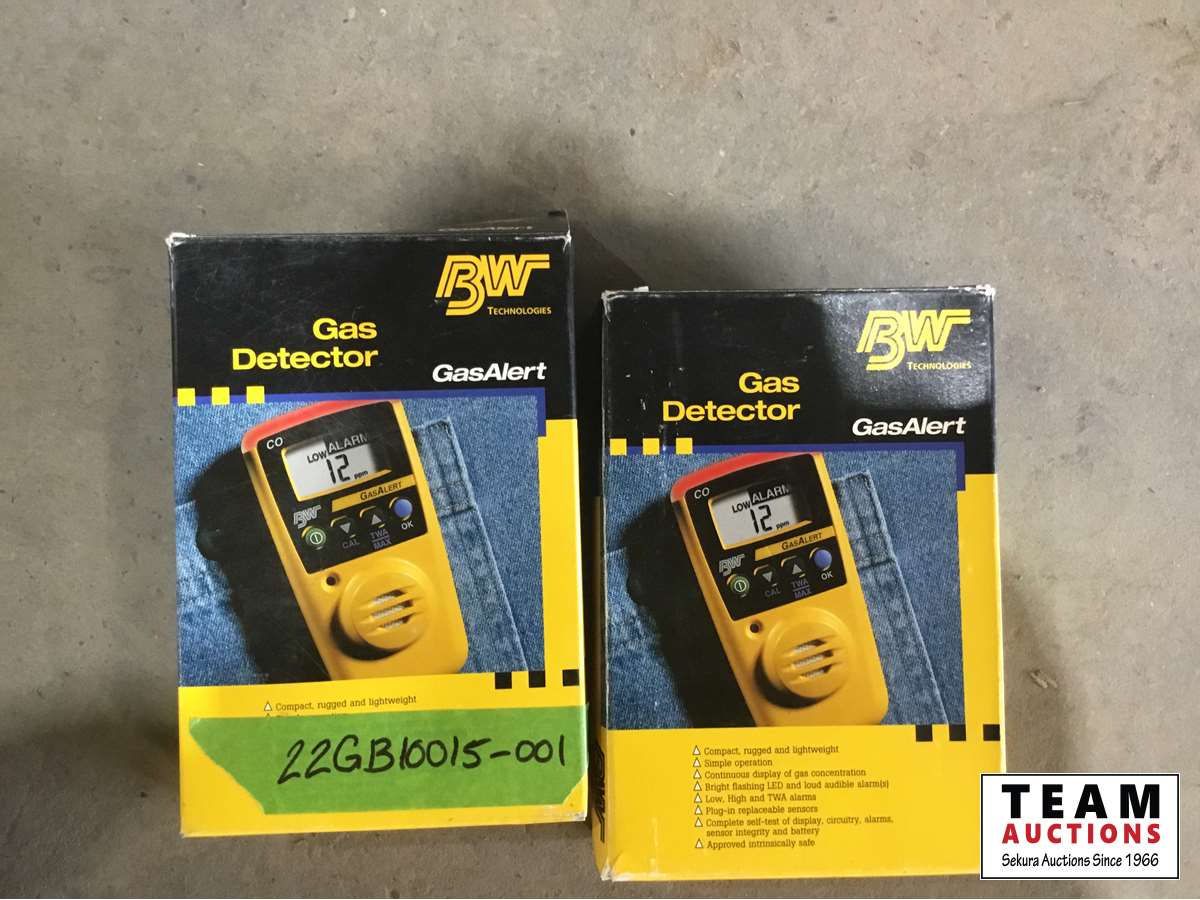 BW
TECHNOLOGIES
Gas
Detector
GasAlert
CO
LOW ALARM
12 ppm
GASALERT
BW
CAL
TWA
MAX
OK
Compact, rugged and lightweight
22GB10015-001
BW
TECHNOLOGIES
Gas
Detector
GasAlert
CO
LOW ALARM
12 ppm
GASALERT
BW
CAL
TWA
MAX
OK
Compact, rugged and lightweight
Simple operation
Continuous display of gas concentration
Bright flashing LED and loud audible alarm(s)
Low, High and TWA alarms
Plug-in replaceable sensors
Complete self-test of display, circuitry, alarms,
sensor integrity and battery
Approved intrinsically safe
TEAM
AUCTIONS
Sekura Auctions Since 1966